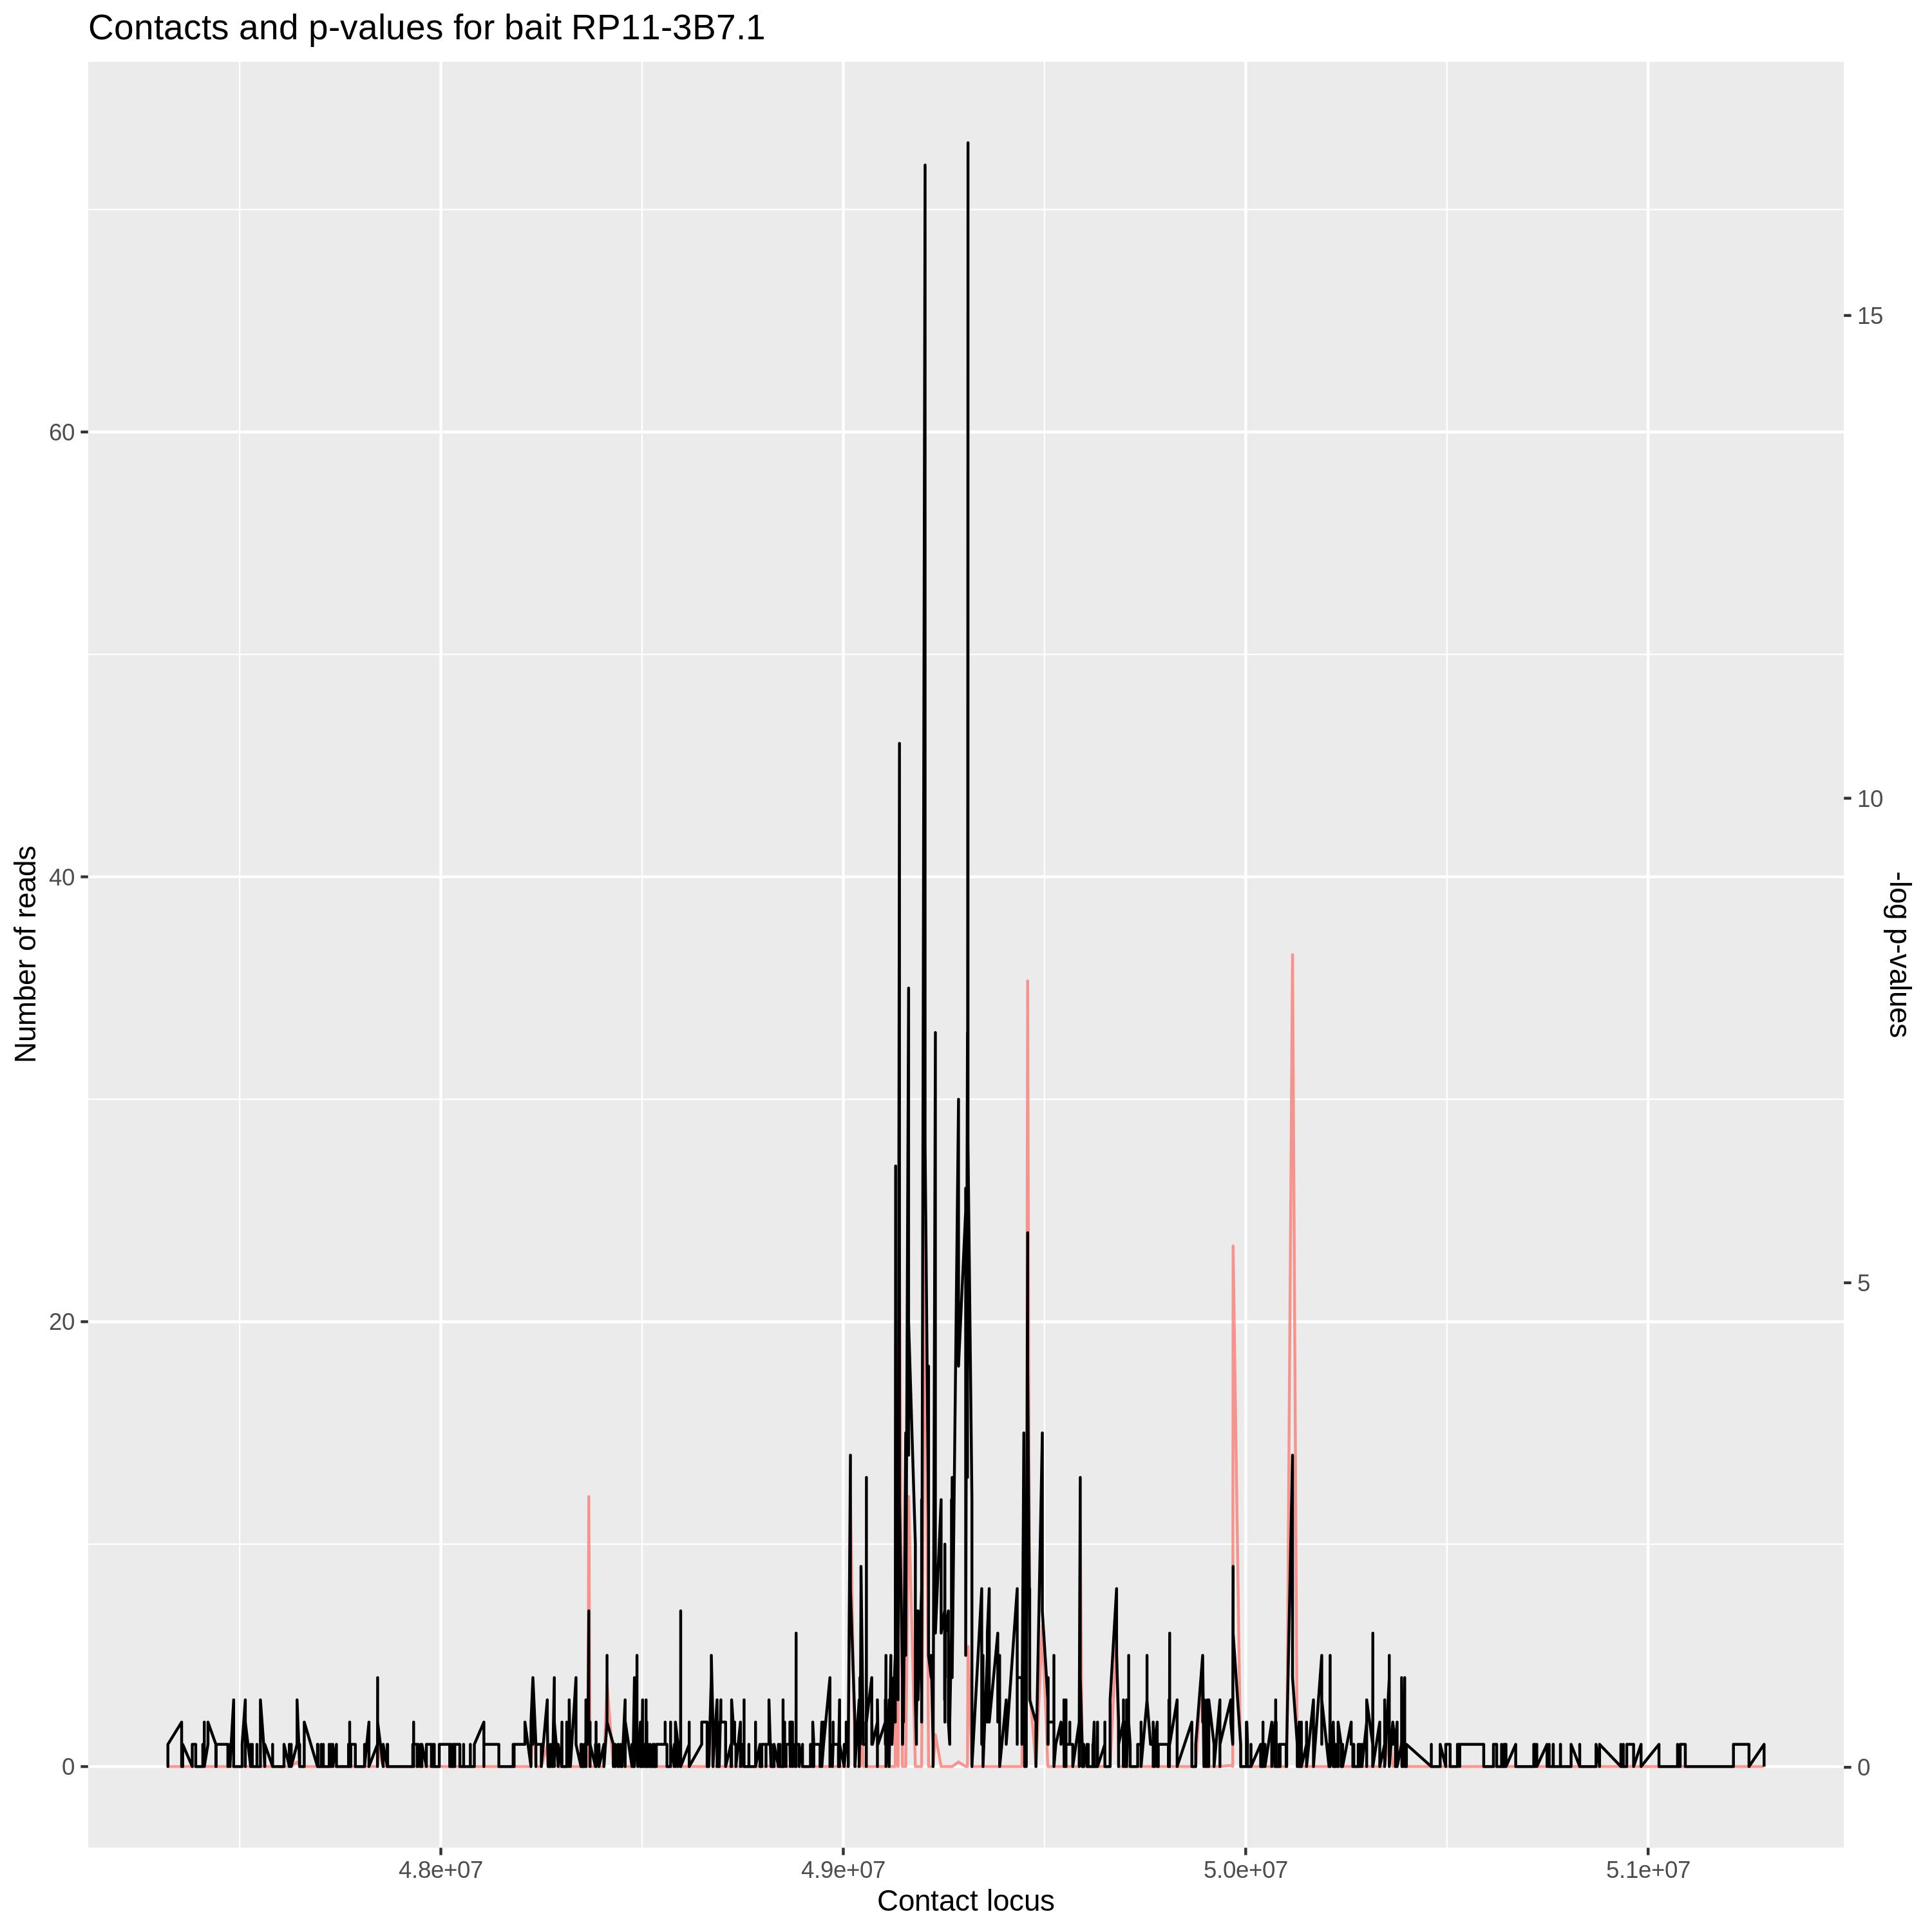 Contacts and p-values for bait RP11-3B7.1
60
40
20
0
Number of reads
15
10
5
0
-log p-values
4.8e+07
4.9e+07
5.0e+07
5.1e+07
Contact locus